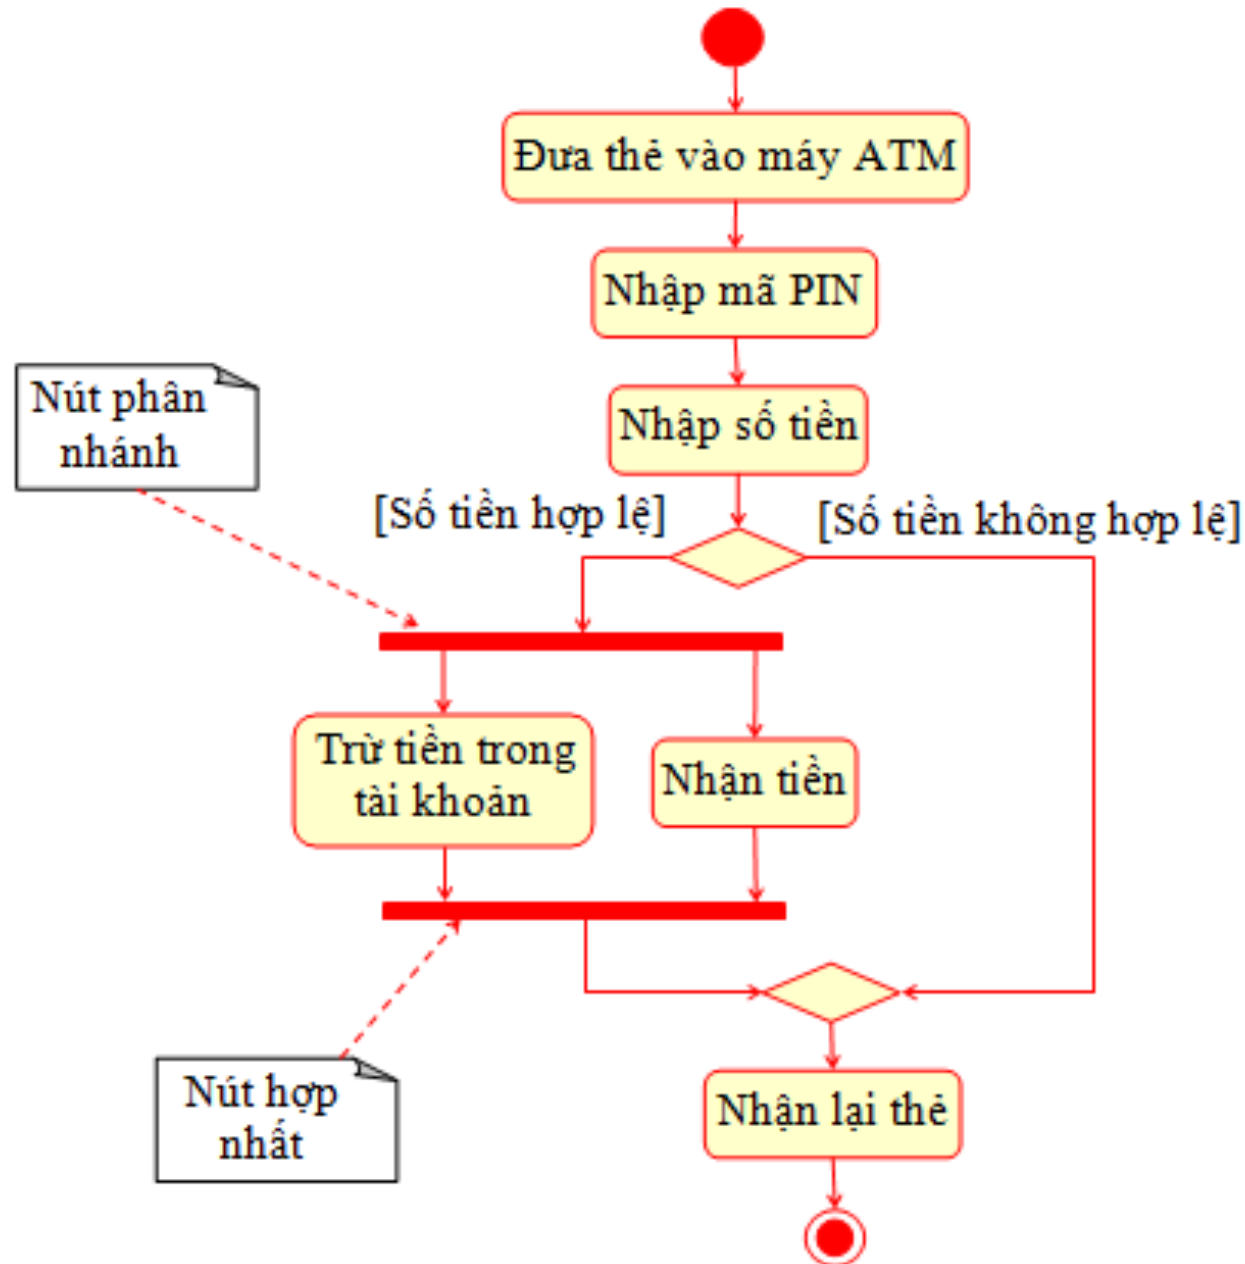 Đưa thẻ vào máy ATM
Nhập mã PIN
Nút phân
nhánh
Nhập số tiền
[Số tiền hợp lệ]
[Số tiền không hợp lệ]
Trừ tiền trong
tài khoản
Nhận tiền
Nút hợp
nhất
Nhận lại thẻ